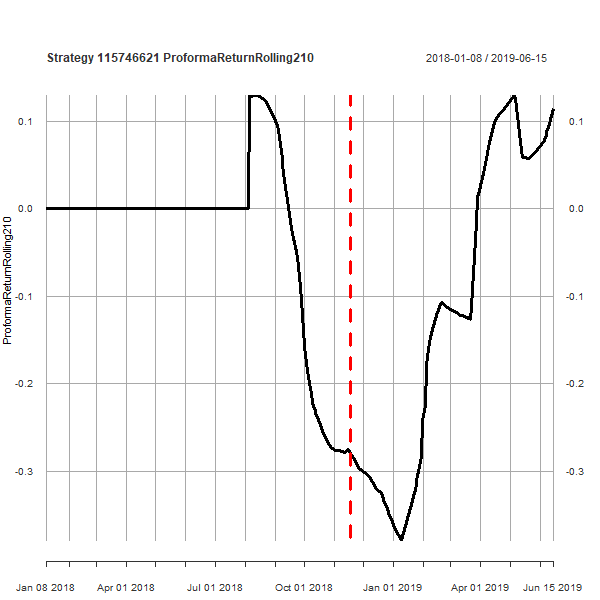 Strategy 115746621 ProformaReturnRolling210
2018-01-08 / 2019-06-15
ProformaReturnRolling210
0.1
0.1
0.0
0.0
-0.1
-0.1
-0.2
-0.2
-0.3
-0.3
Jan 08 2018
Apr 01 2018
Jul 01 2018
Oct 01 2018
Jan 01 2019
Apr 01 2019
Jun 15 2019